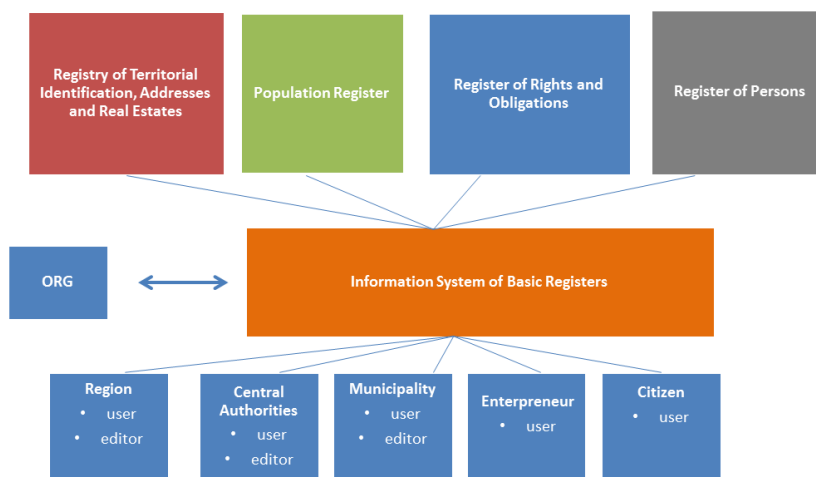 Registry of Territorial
Identification, Addresses
and Real Estates
Population Register
Register of Rights and
Obligations
Register of Persons
ORG
Information System of Basic Registers
Region
• user
• editor
Central
Authorities
• user
• editor
Municipality
• user
• editor
Enterpreneur
• user
Citizen
• user